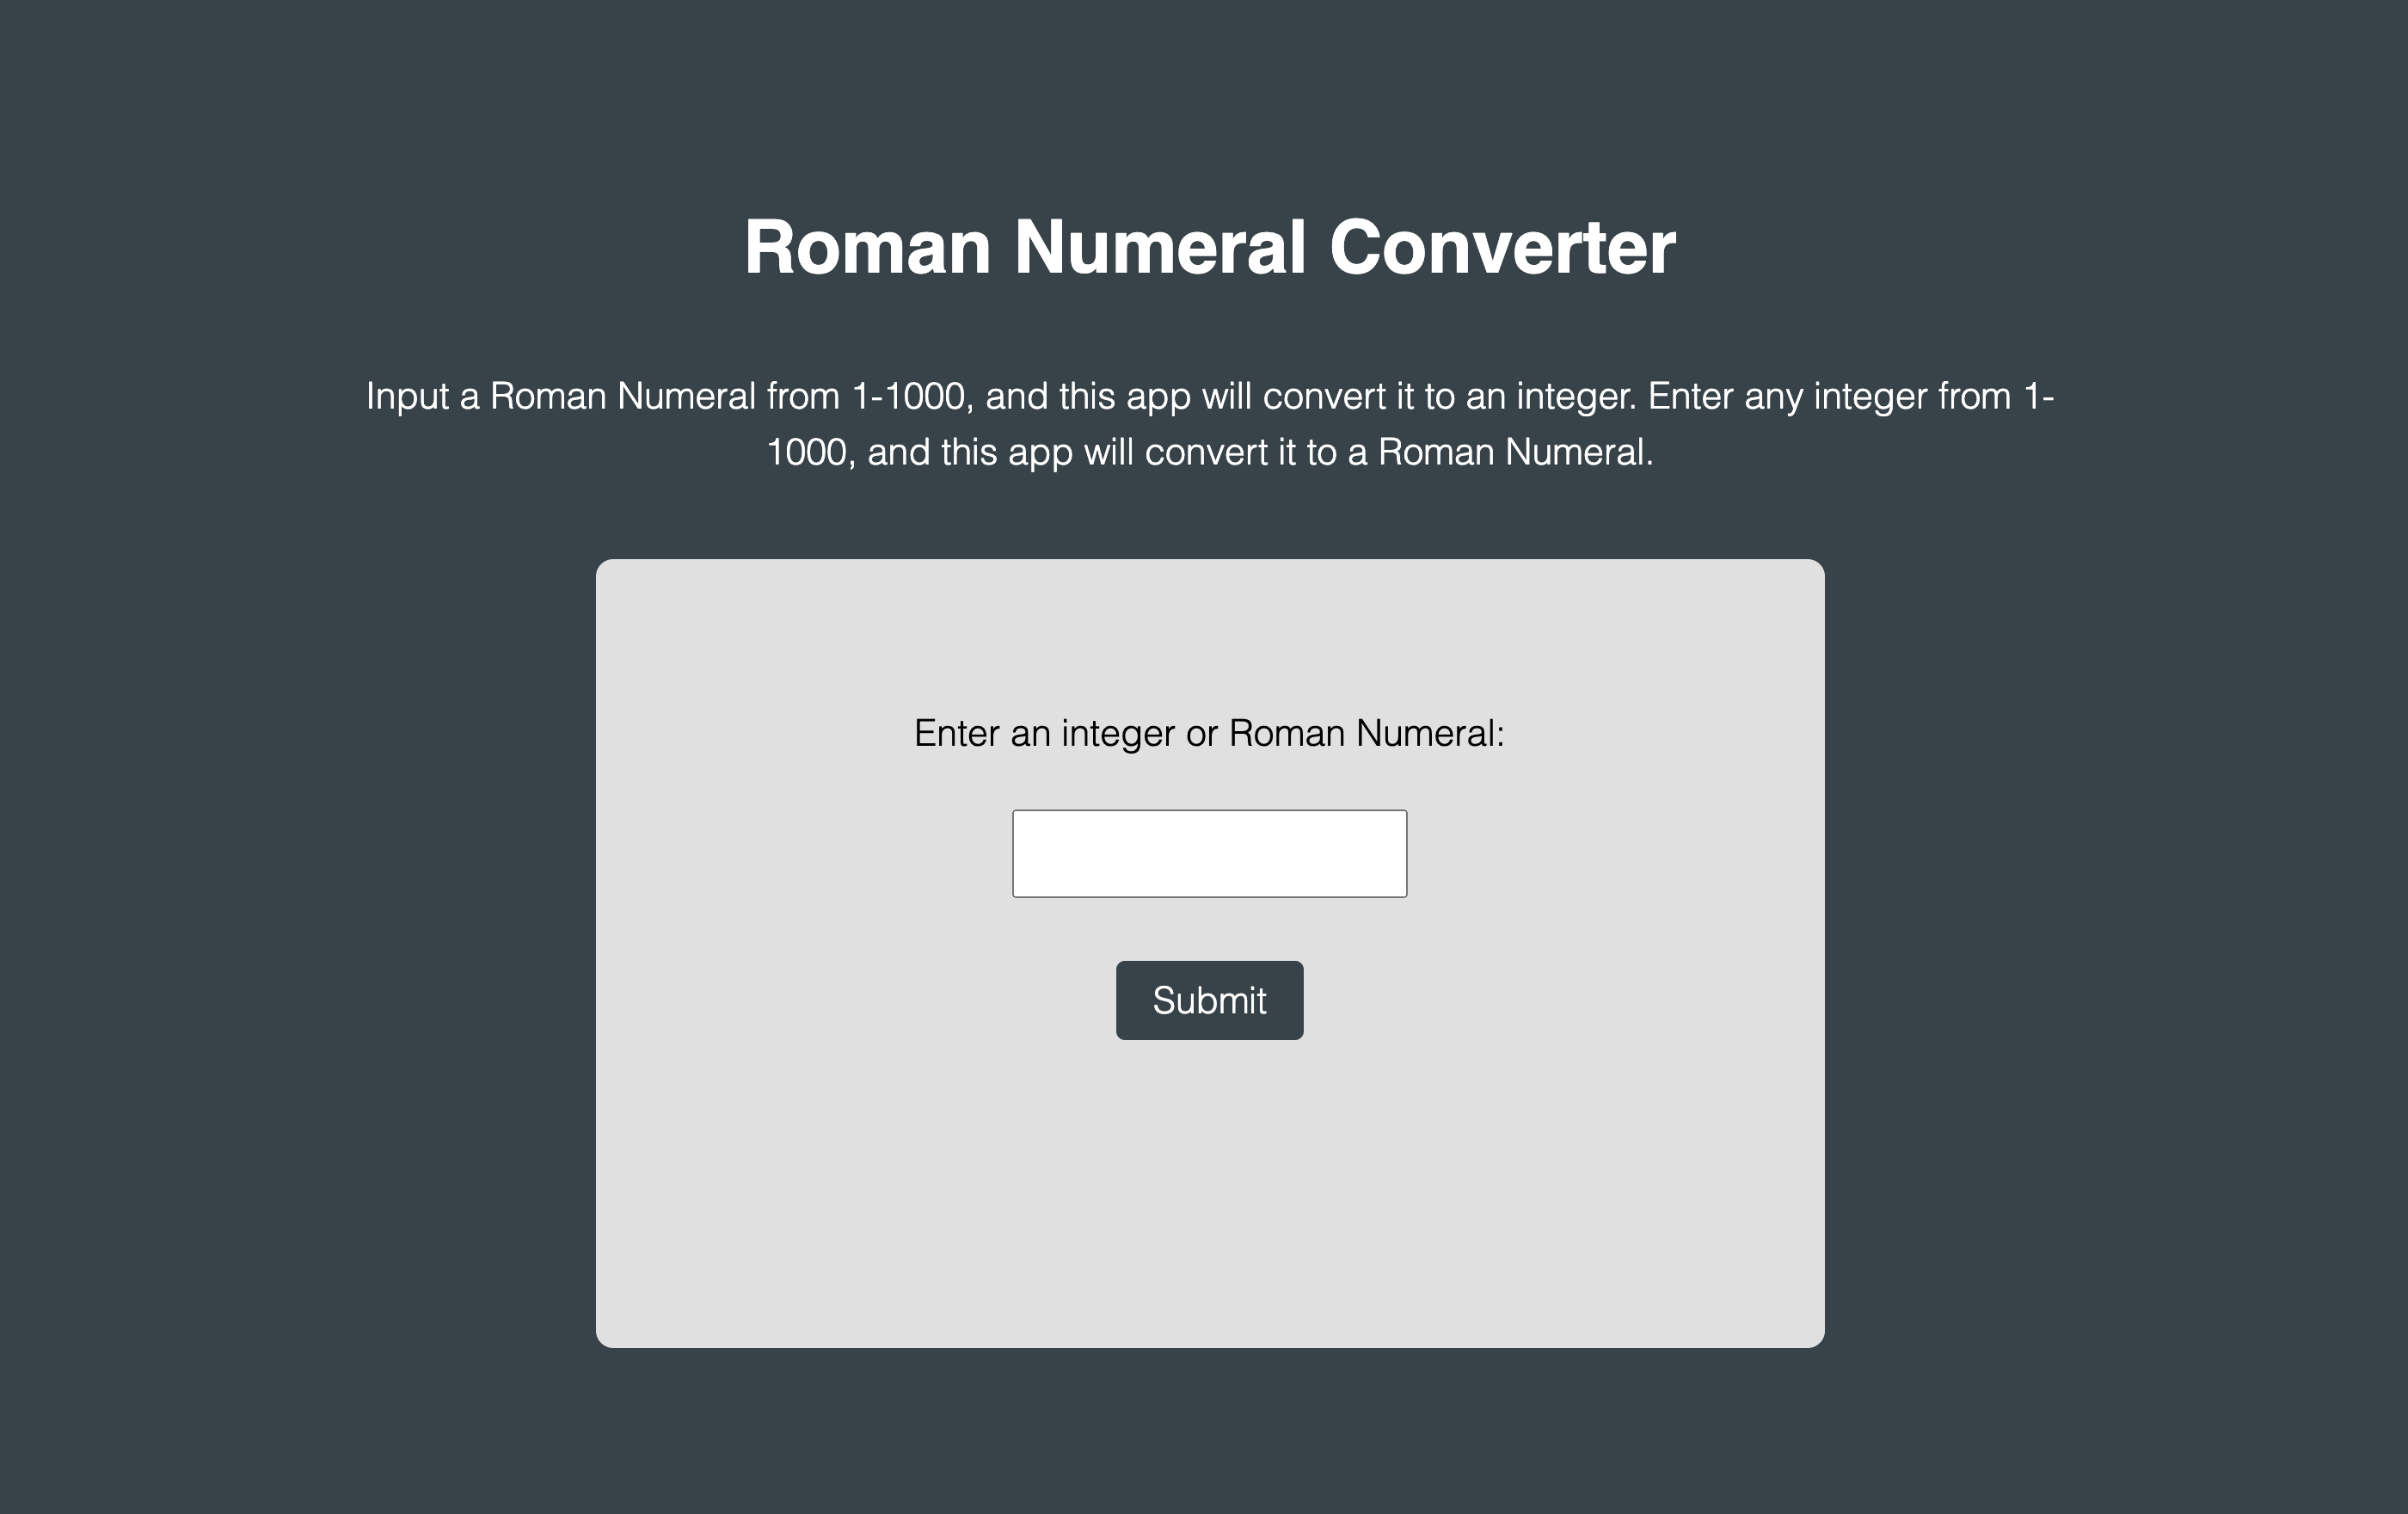 Roman Numeral Converter
Input a Roman Numeral from 1-1000, and this app will convert it to an integer. Enter any integer from 1-
1000, and this app will convert it to a Roman Numeral.
Enter an integer or Roman Numeral:
Submit